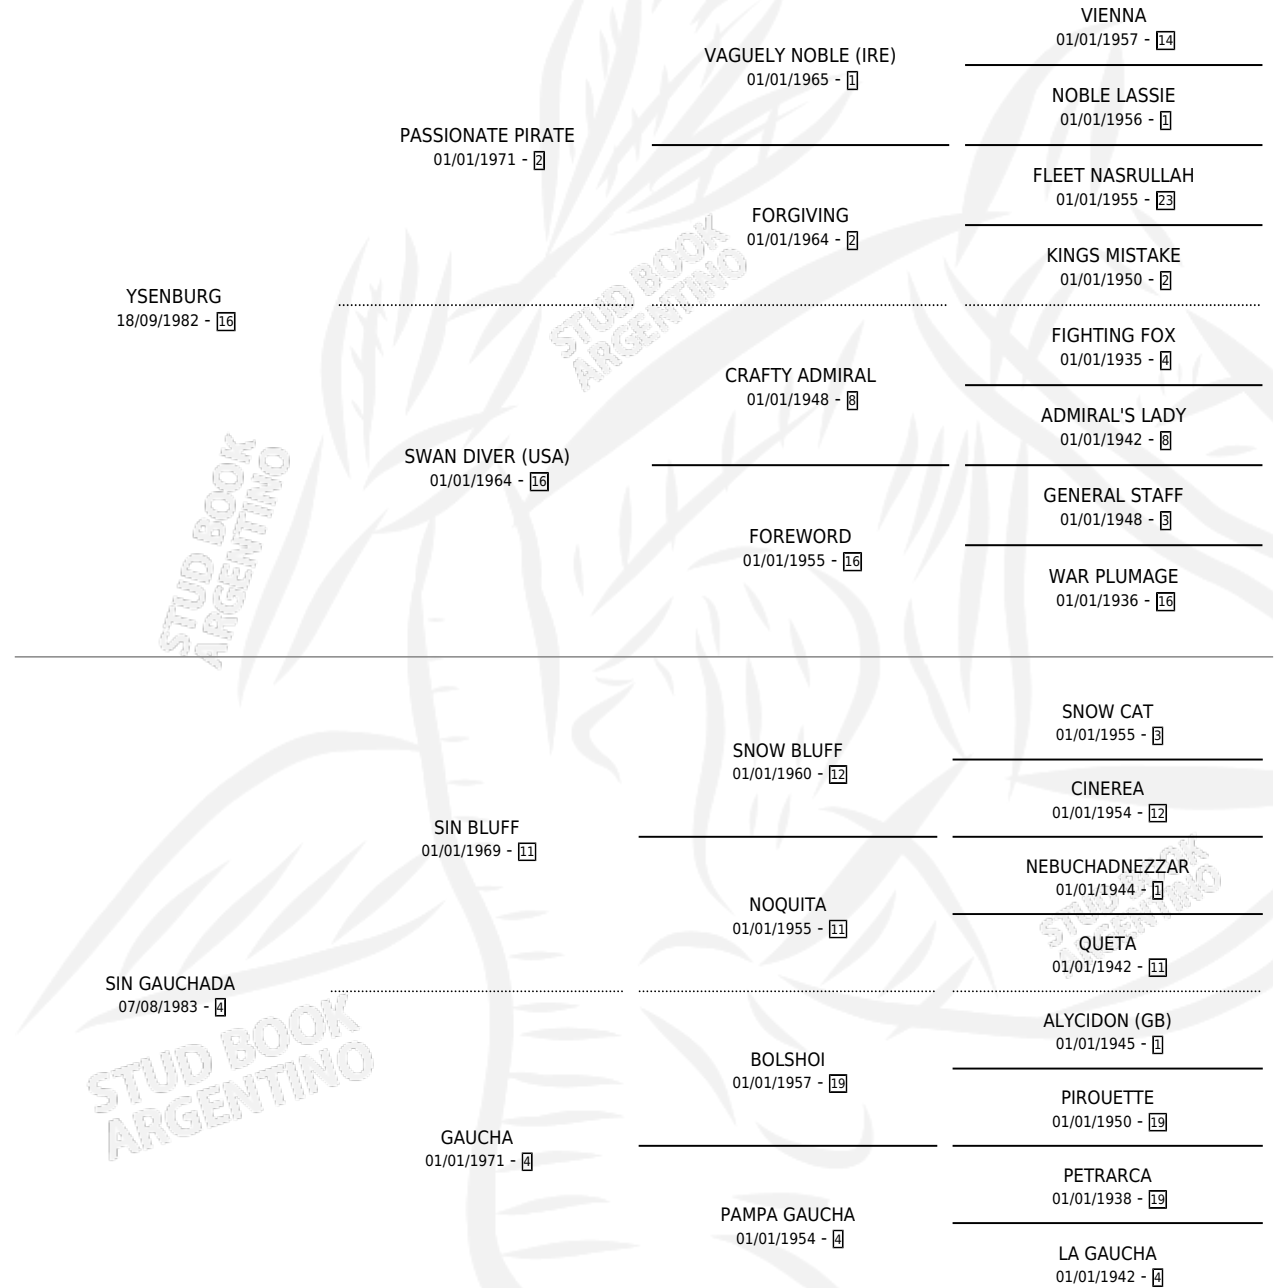 VIENNA
01/01/1957 - 14
VAGUELY NOBLE (IRE)
01/01/1965 - 1
NOBLE LASSIE
01/01/1956 - 1
PASSIONATE PIRATE
01/01/1971 - 2
FLEET NASRULLAH
01/01/1955 - 23
FORGIVING
01/01/1964 - 2
KINGS MISTAKE
01/01/1950 - 2
YSENBURG
18/09/1982 - 16
STUD BOOK
ARGENTINO
FIGHTING FOX
01/01/1935 - 4
CRAFTY ADMIRAL
01/01/1948 - 8
ADMIRAL'S LADY
01/01/1942 - 8
SWAN DIVER (USA)
01/01/1964 - 16
GENERAL STAFF
01/01/1948 - 3
FOREWORD
01/01/1955 - 16
WAR PLUMAGE
01/01/1936 - 16
STUD BOOK
ARGENTINO
SNOW CAT
01/01/1955 - 3
SNOW BLUFF
01/01/1960 - 12
CINEREA
01/01/1954 - 12
SIN BLUFF
01/01/1969 - 11
NEBUCHADNEZZAR
01/01/1944 - 1
NOQUITA
01/01/1955 - 11
QUETA
01/01/1942 - 11
STUD BOOK
ARGENTINO
SIN GAUCHADA
07/08/1983 - 4
ALYCIDON (GB)
01/01/1945 - 1
BOLSHOI
01/01/1957 - 19
PIROUETTE
01/01/1950 - 19
STUD BOOK
ARGENTINO
GAUCHA
01/01/1971 - 4
PETRARCA
01/01/1938 - 19
PAMPA GAUCHA
01/01/1954 - 4
LA GAUCHA
01/01/1942 - 4